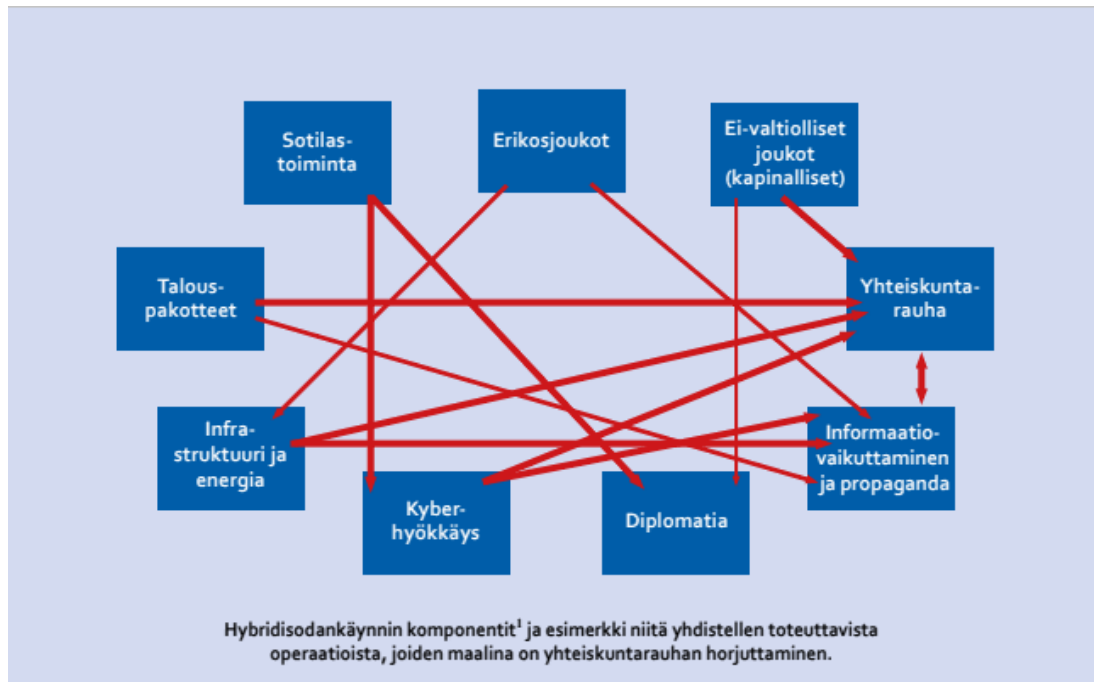 Sotilas-
toiminta
Erikosjoukot
Ei-valtiolliset
joukot
(kapinalliset)
Talous-
pakotteet
Yhteiskunta-
rauha
Infra-
struktuuri ja
energia
Kyber-
hyökkäys
Diplomatia
Informaatio-
vaikuttaminen
ja propaganda
Hybridisodankäynnin komponentit¹ ja esimerkki niitä yhdistellen toteuttavista
operaatioista, joiden maalina on yhteiskuntarauhan horjuttaminen.